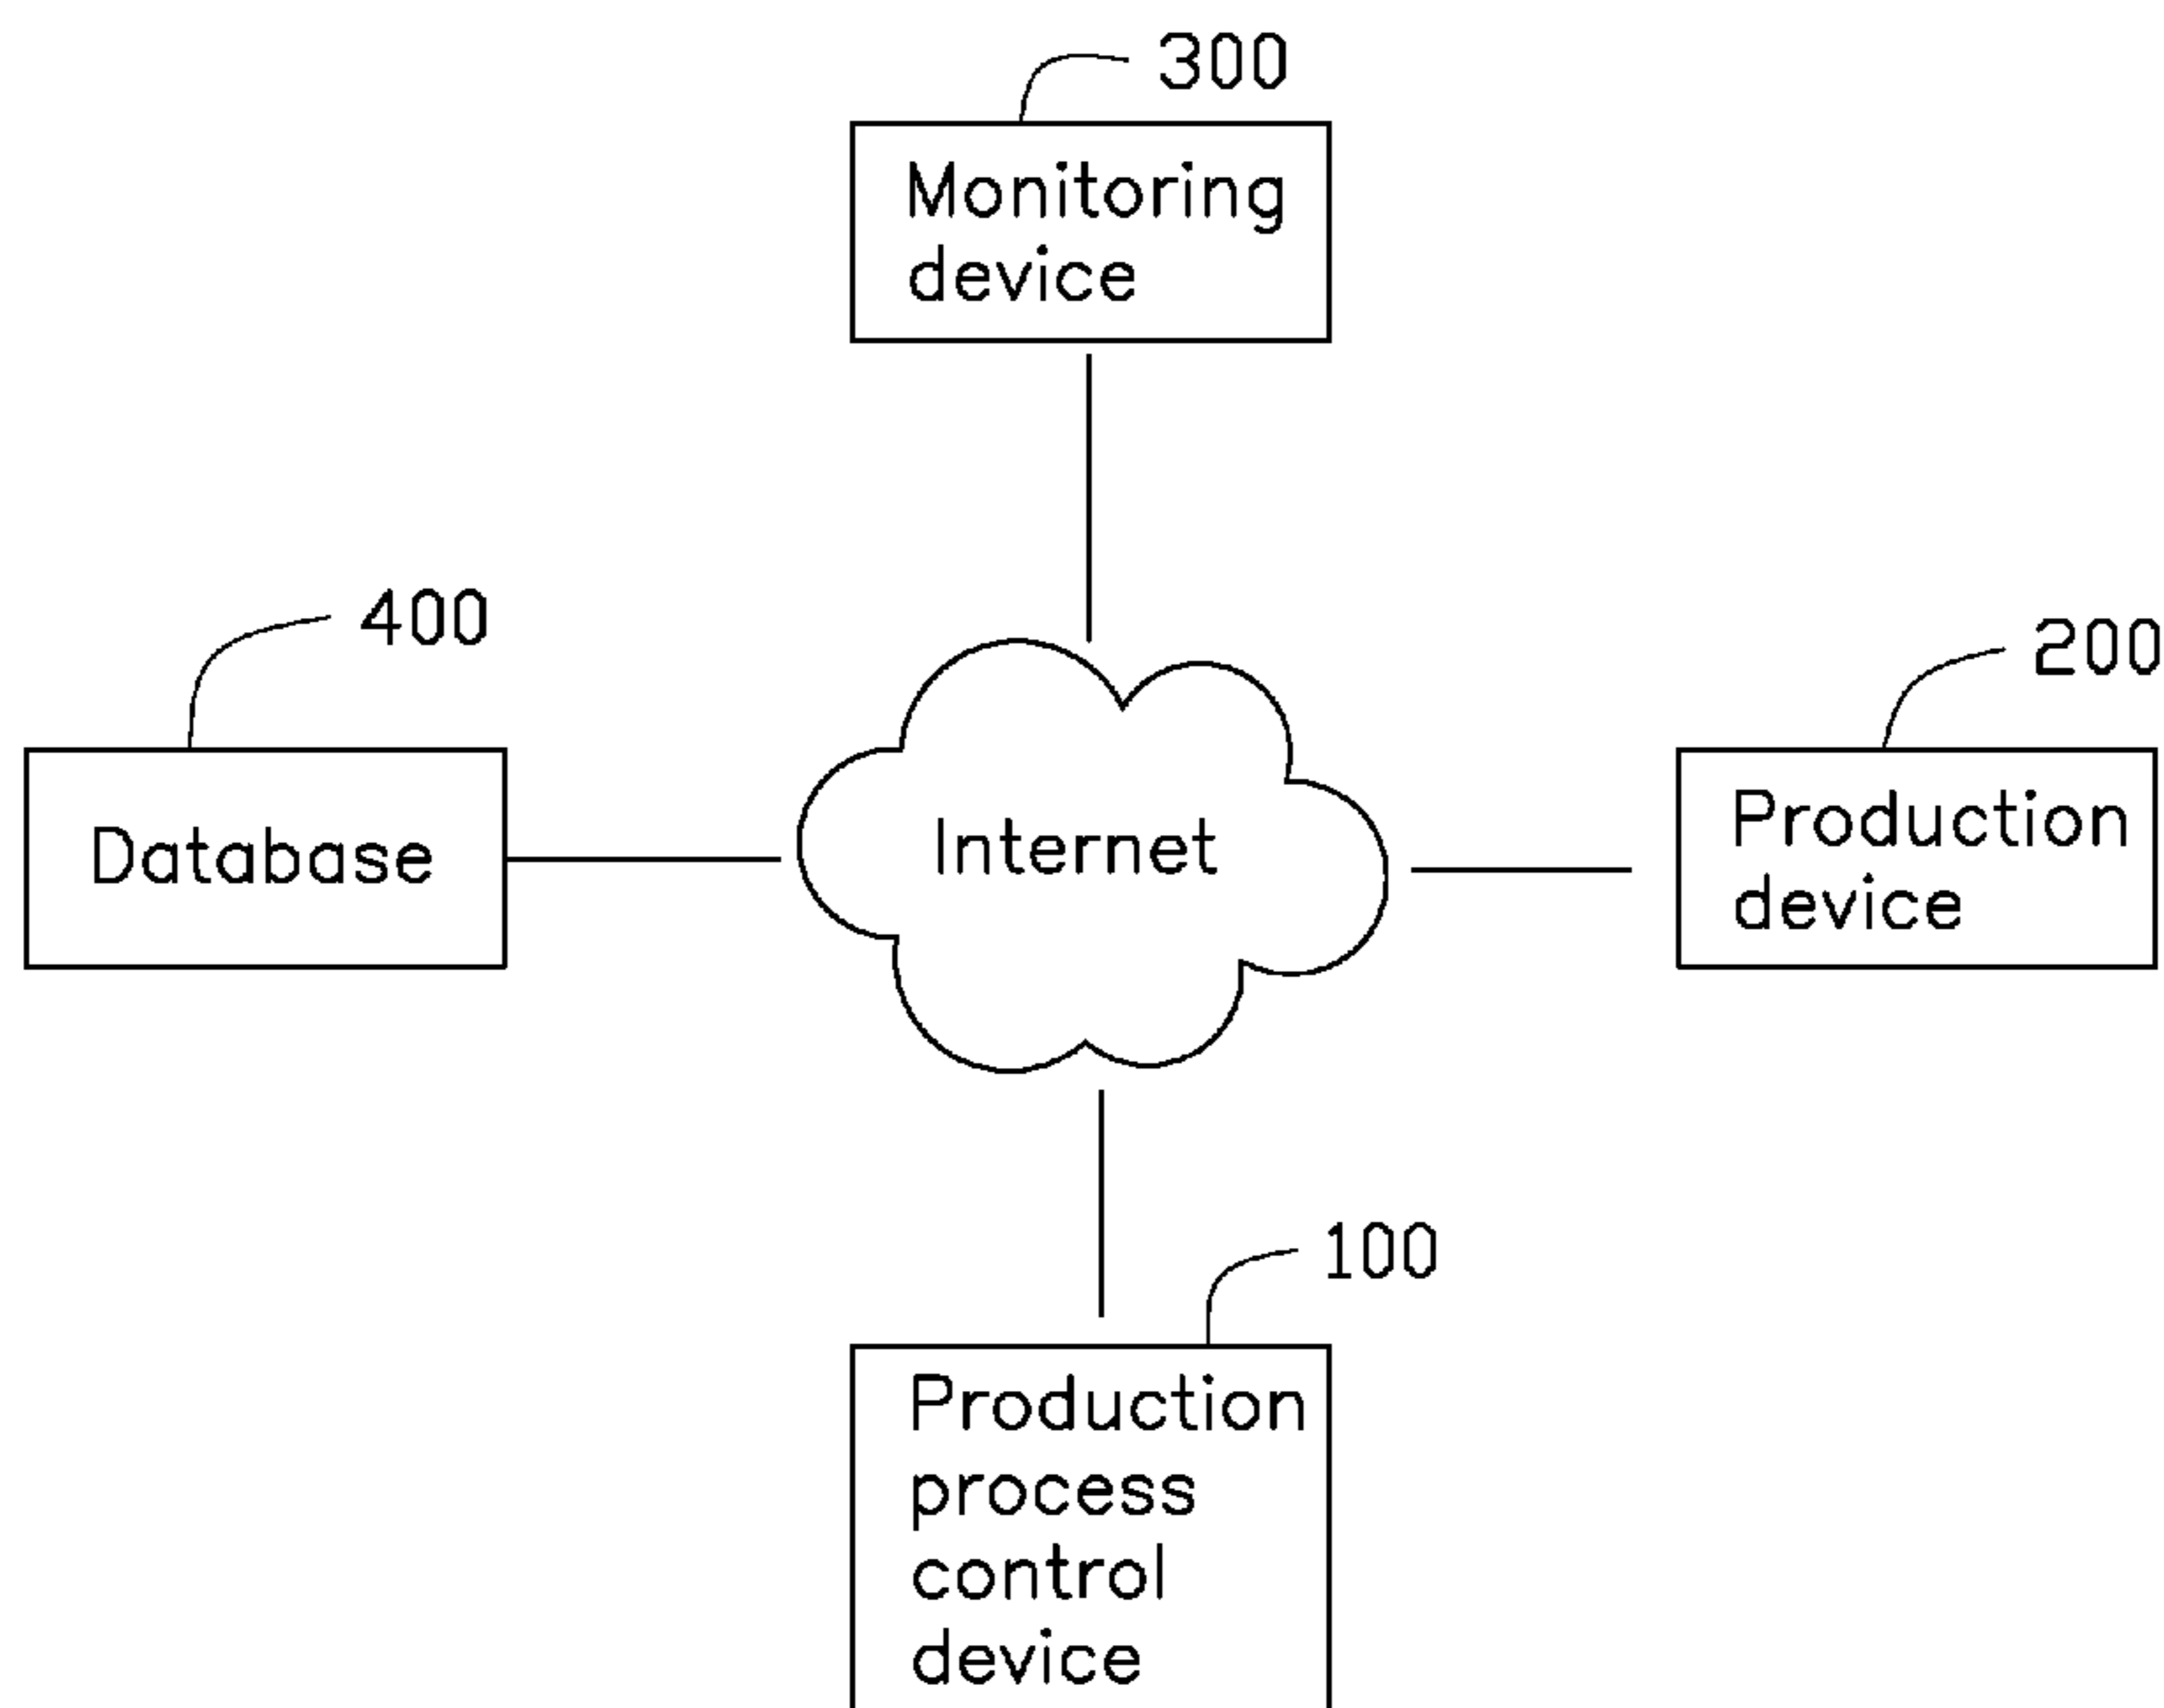 300
Monitoring
device
400
200
Database
Internet
Production
device
100
Production
process
control
device